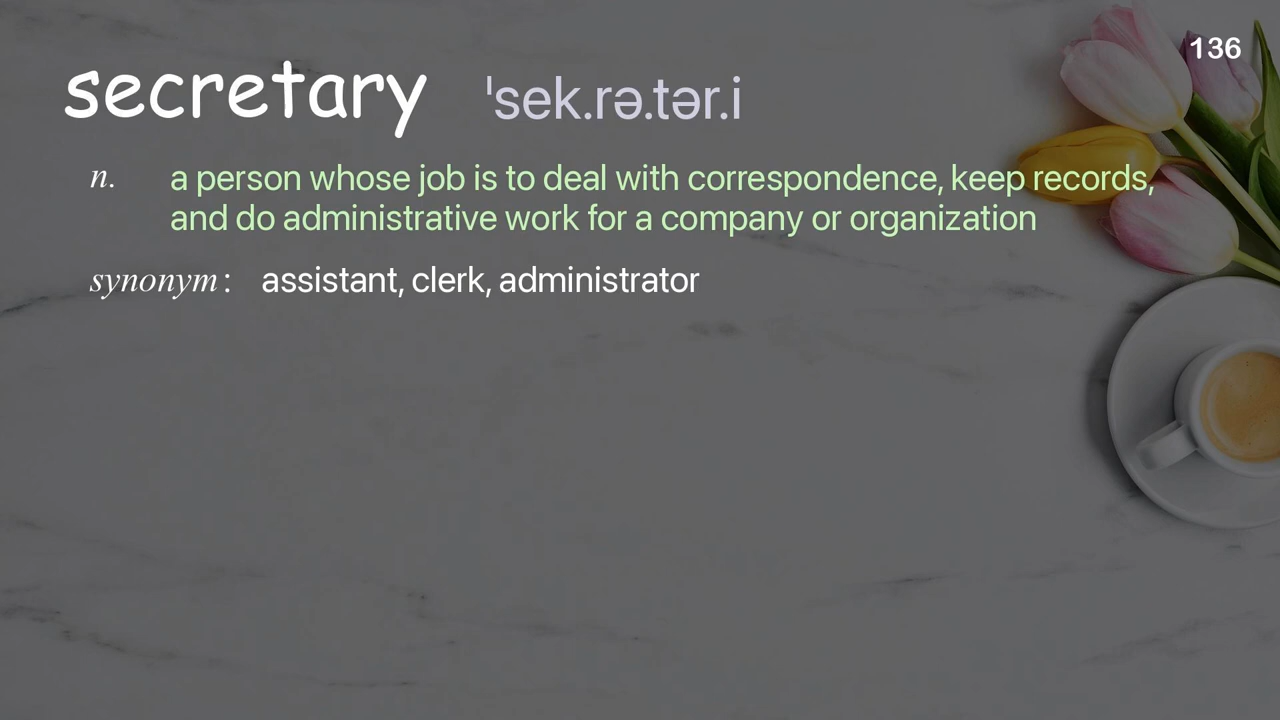 136
secretary ˈsek.rə.tər.i
n. a person whose job is to deal with correspondence, keep records,
and do administrative work for a company or organization
synonym: assistant, clerk, administrator